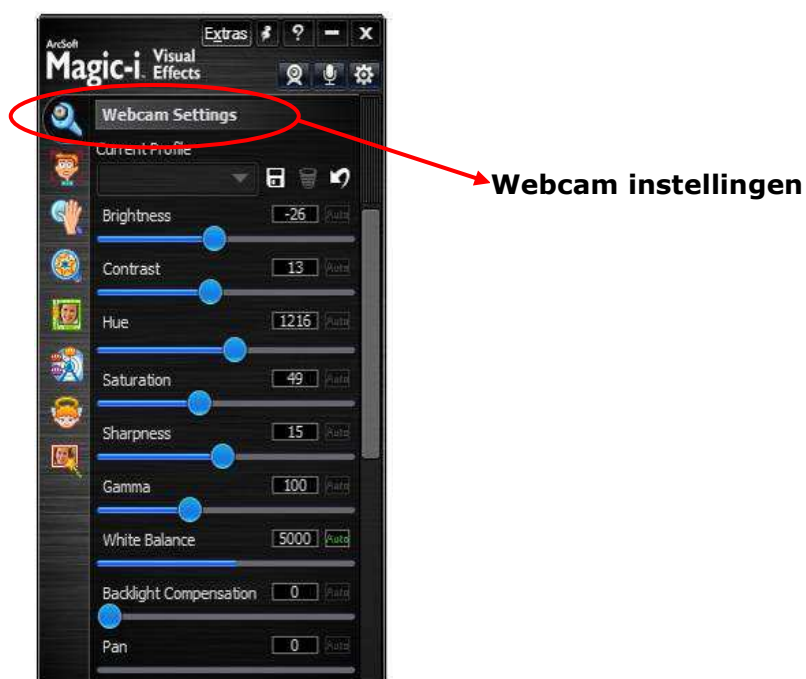 Extras ? – x
ArcSoft
Magic-i Visual
Effects
Webcam Settings
Current Profile
Webcam instellingen
Brightness -26 Auto
Contrast 13 Auto
Hue 1216 Auto
Saturation 49 Auto
Sharpness 15 Auto
Gamma 100 Auto
White Balance 5000 Auto
Backlight Compensation 0 Auto
Pan 0 Auto